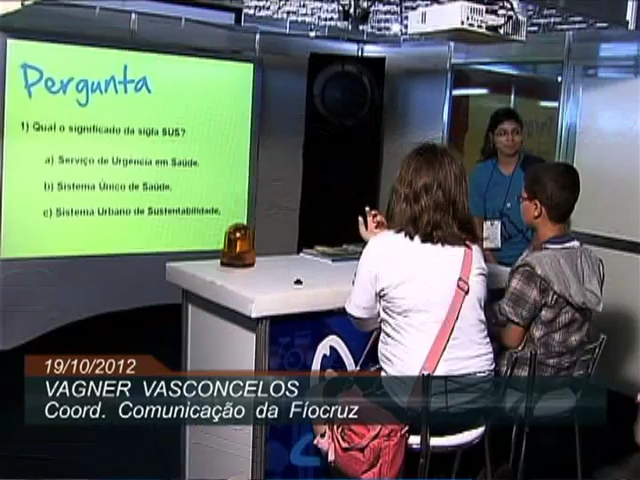 Pergunta
1) Qual o significado da sigla SUS?
a) Serviço de Urgência em Saúde.
b) Sistema Único de Saúde.
c) Sistema Urbano de Sustentabilidade.
19/10/2012
VAGNER VASCONCELOS
Coord. Comunicação da Fiocruz